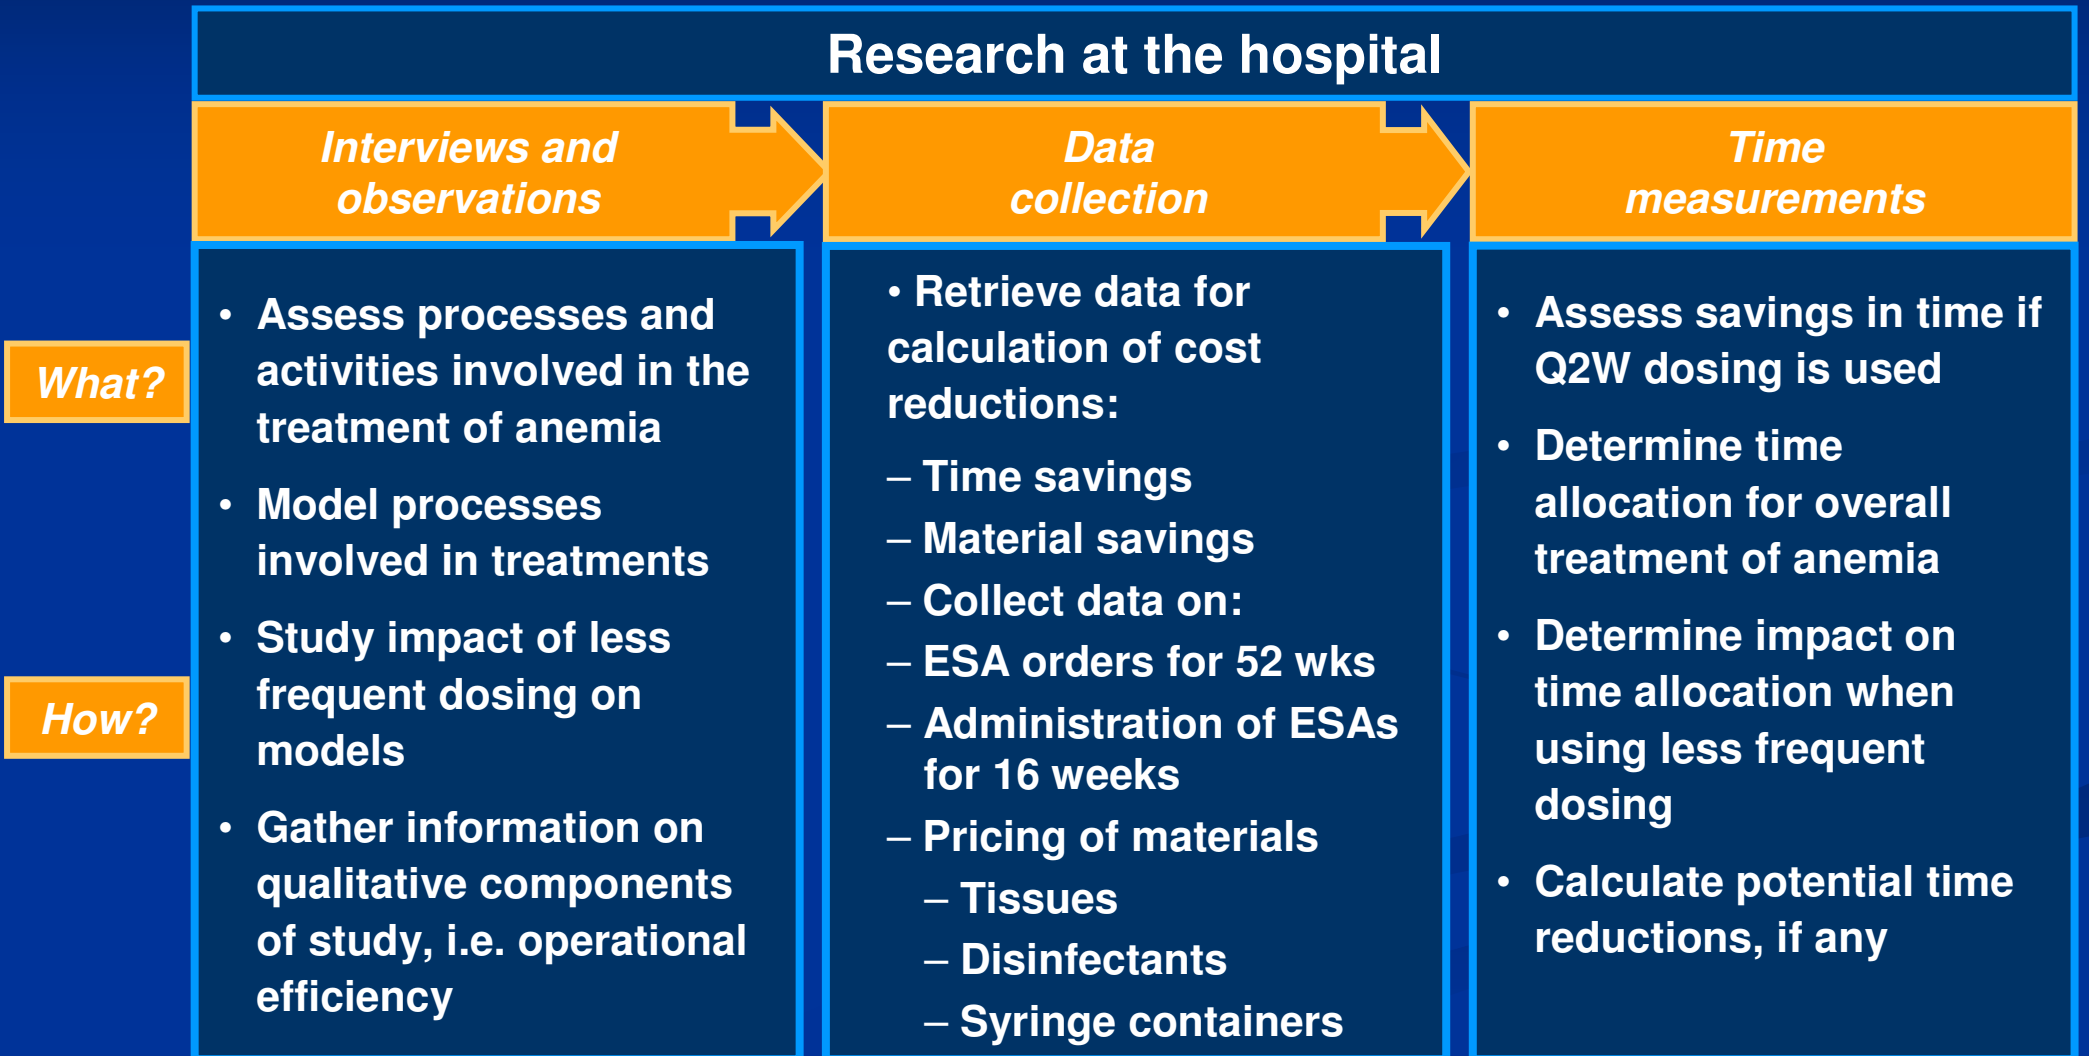 Research at the hospital
Interviews and
observations
Data
collection
Time
measurements
What?
How?
• Assess processes and
activities involved in the
treatment of anemia
• Model processes
involved in treatments
• Study impact of less
frequent dosing on
models
• Gather information on
qualitative components
of study, i.e. operational
efficiency
• Retrieve data for
calculation of cost
reductions:
– Time savings
– Material savings
– Collect data on:
– ESA orders for 52 wks
– Administration of ESAs
for 16 weeks
– Pricing of materials
– Tissues
– Disinfectants
– Syringe containers
• Assess savings in time if
Q2W dosing is used
• Determine time
allocation for overall
treatment of anemia
• Determine impact on
time allocation when
using less frequent
dosing
• Calculate potential time
reductions, if any